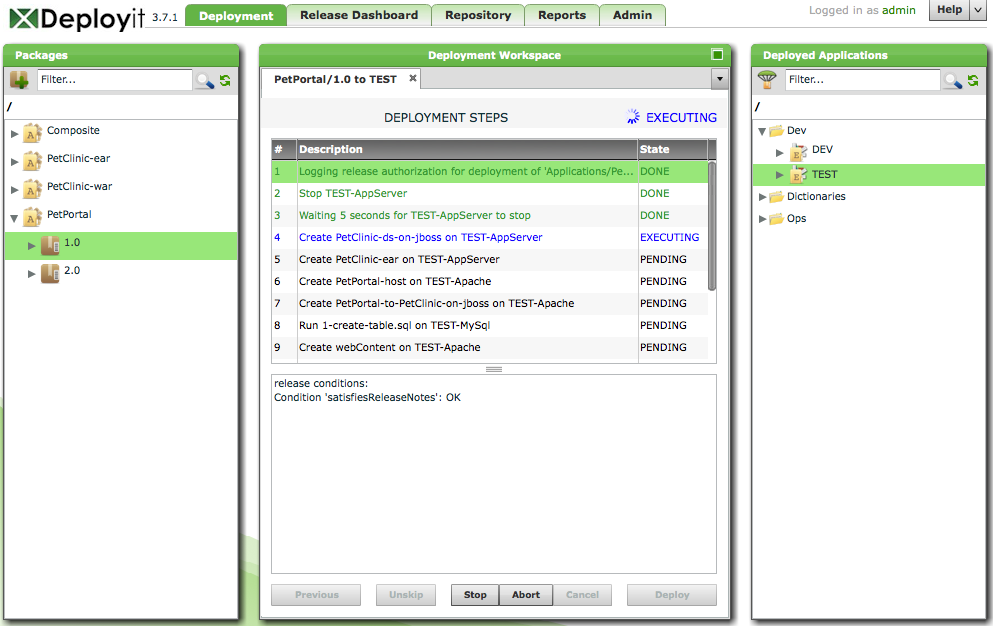 XDeployit 3.7.1
Deployment
Release Dashboard
Repository
Reports
Admin
Logged in as admin
Help
Packages
Filter...
/
Composite
PetClinic-ear
PetClinic-war
PetPortal
1.0
2.0
Deployment Workspace
PetPortal/1.0 to TEST
DEPLOYMENT STEPS
EXECUTING
# Description State
1 Logging release authorization for deployment of 'Applications/Pe... DONE
2 Stop TEST-AppServer DONE
3 Waiting 5 seconds for TEST-AppServer to stop DONE
4 Create PetClinic-ds-on-jboss on TEST-AppServer EXECUTING
5 Create PetClinic-ear on TEST-AppServer PENDING
6 Create PetPortal-host on TEST-Apache PENDING
7 Create PetPortal-to-PetClinic-on-jboss on TEST-Apache PENDING
8 Run 1-create-table.sql on TEST-MySql PENDING
9 Create webContent on TEST-Apache PENDING
release conditions:
Condition 'satisfiesReleaseNotes': OK
Previous
Unskip
Stop
Abort
Cancel
Deploy
Deployed Applications
Filter...
/
Dev
DEV
TEST
Dictionaries
Ops